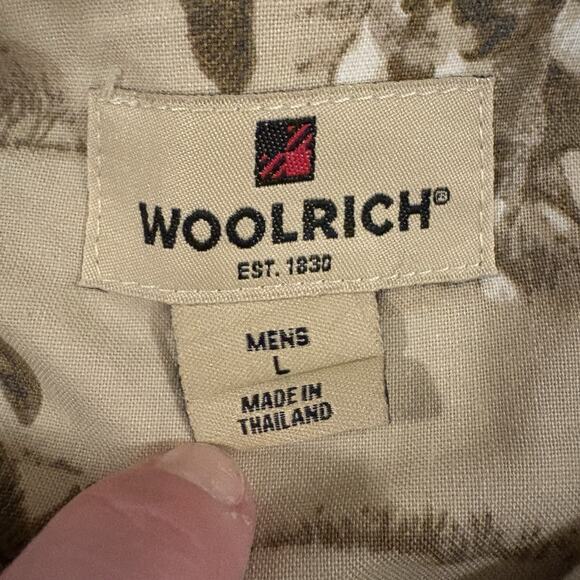 WOOLRICH®
EST. 1830
MENS
L
MADE IN
THAILAND